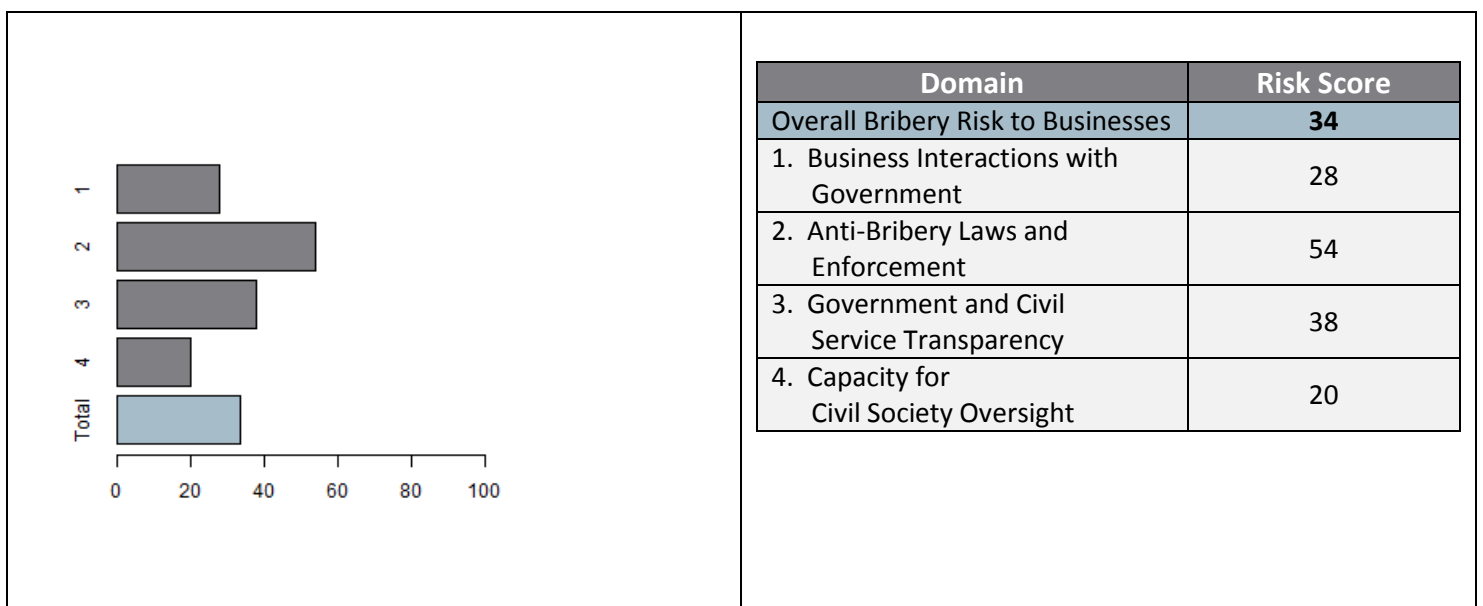 1
2
3
4
Total
0 20 40 60 80 100
Domain Risk Score
Overall Bribery Risk to Businesses 34
1. Business Interactions with
Government
28
2. Anti-Bribery Laws and
Enforcement
54
3. Government and Civil
Service Transparency
38
4. Capacity for
Civil Society Oversight
20